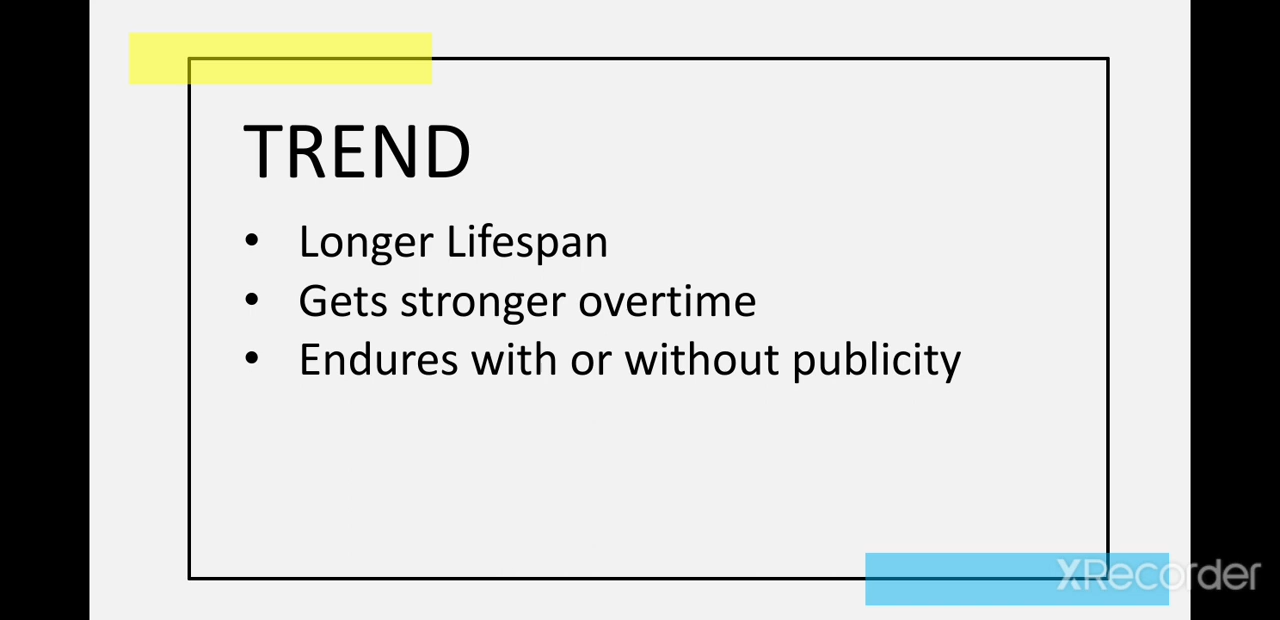 TREND
• Longer Lifespan
• Gets stronger overtime
• Endures with or without publicity
XRecorder